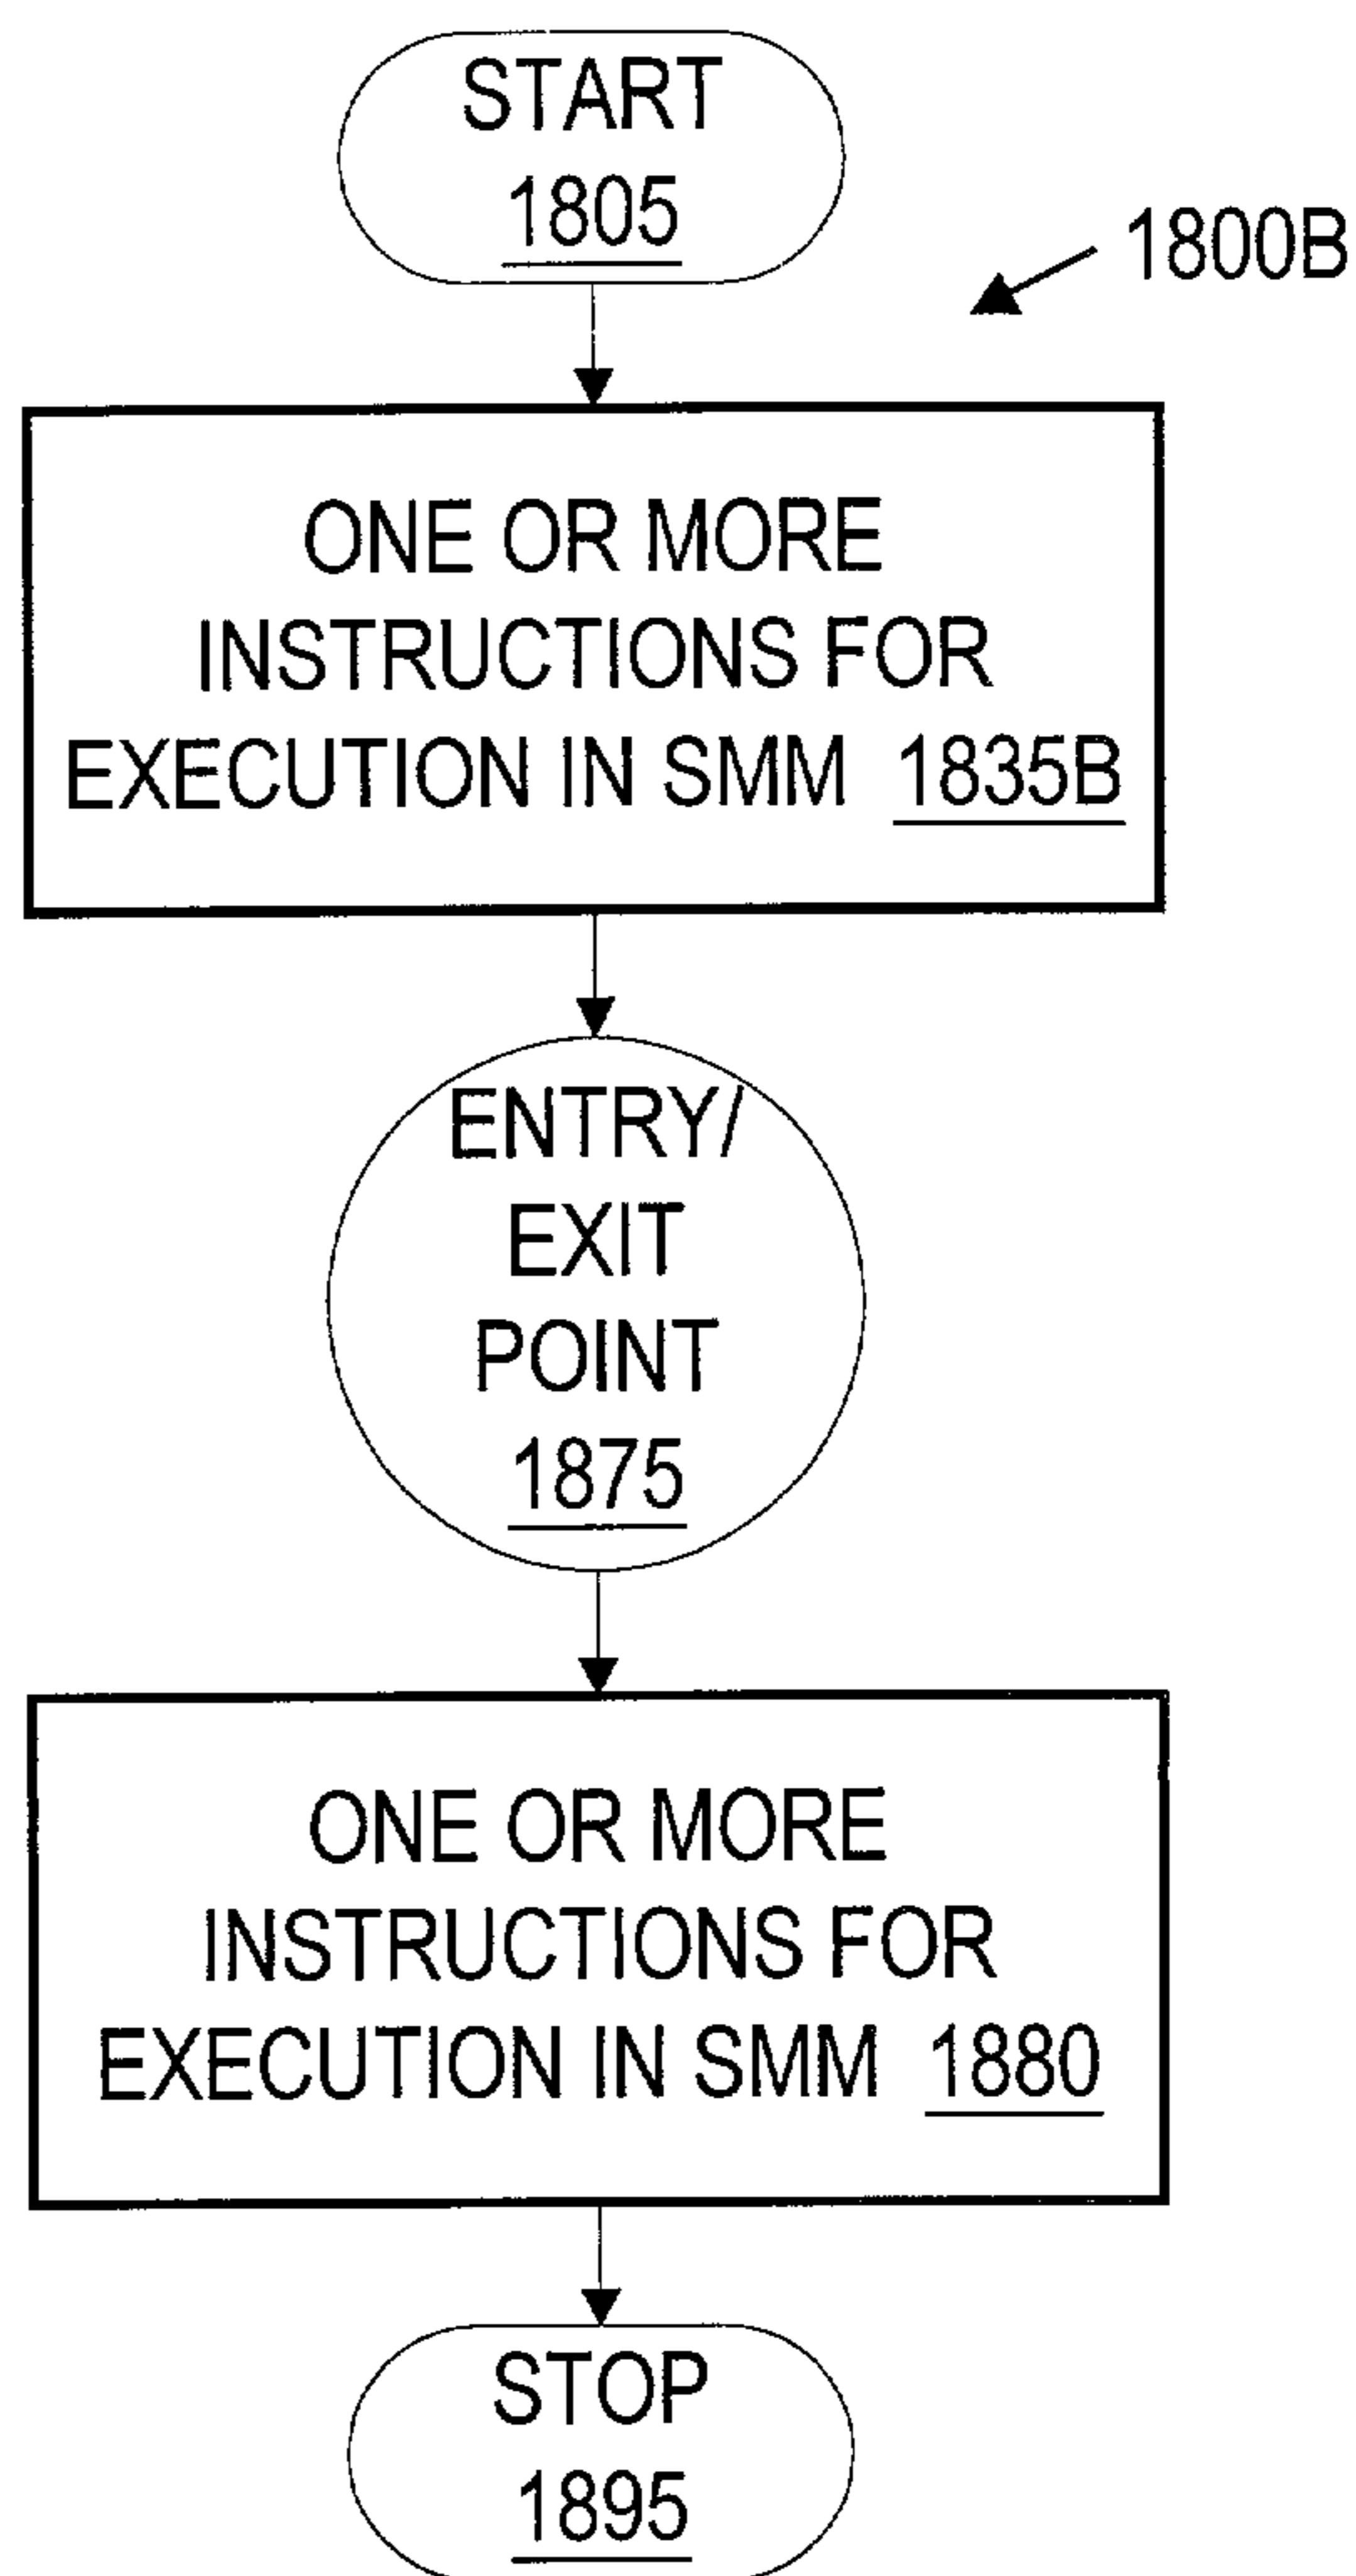 START
1805
1800B
ONE OR MORE
INSTRUCTIONS FOR
EXECUTION IN SMM 1835B
ENTRY/
EXIT
POINT
1875
ONE OR MORE
INSTRUCTIONS FOR
EXECUTION IN SMM 1880
STOP
1895